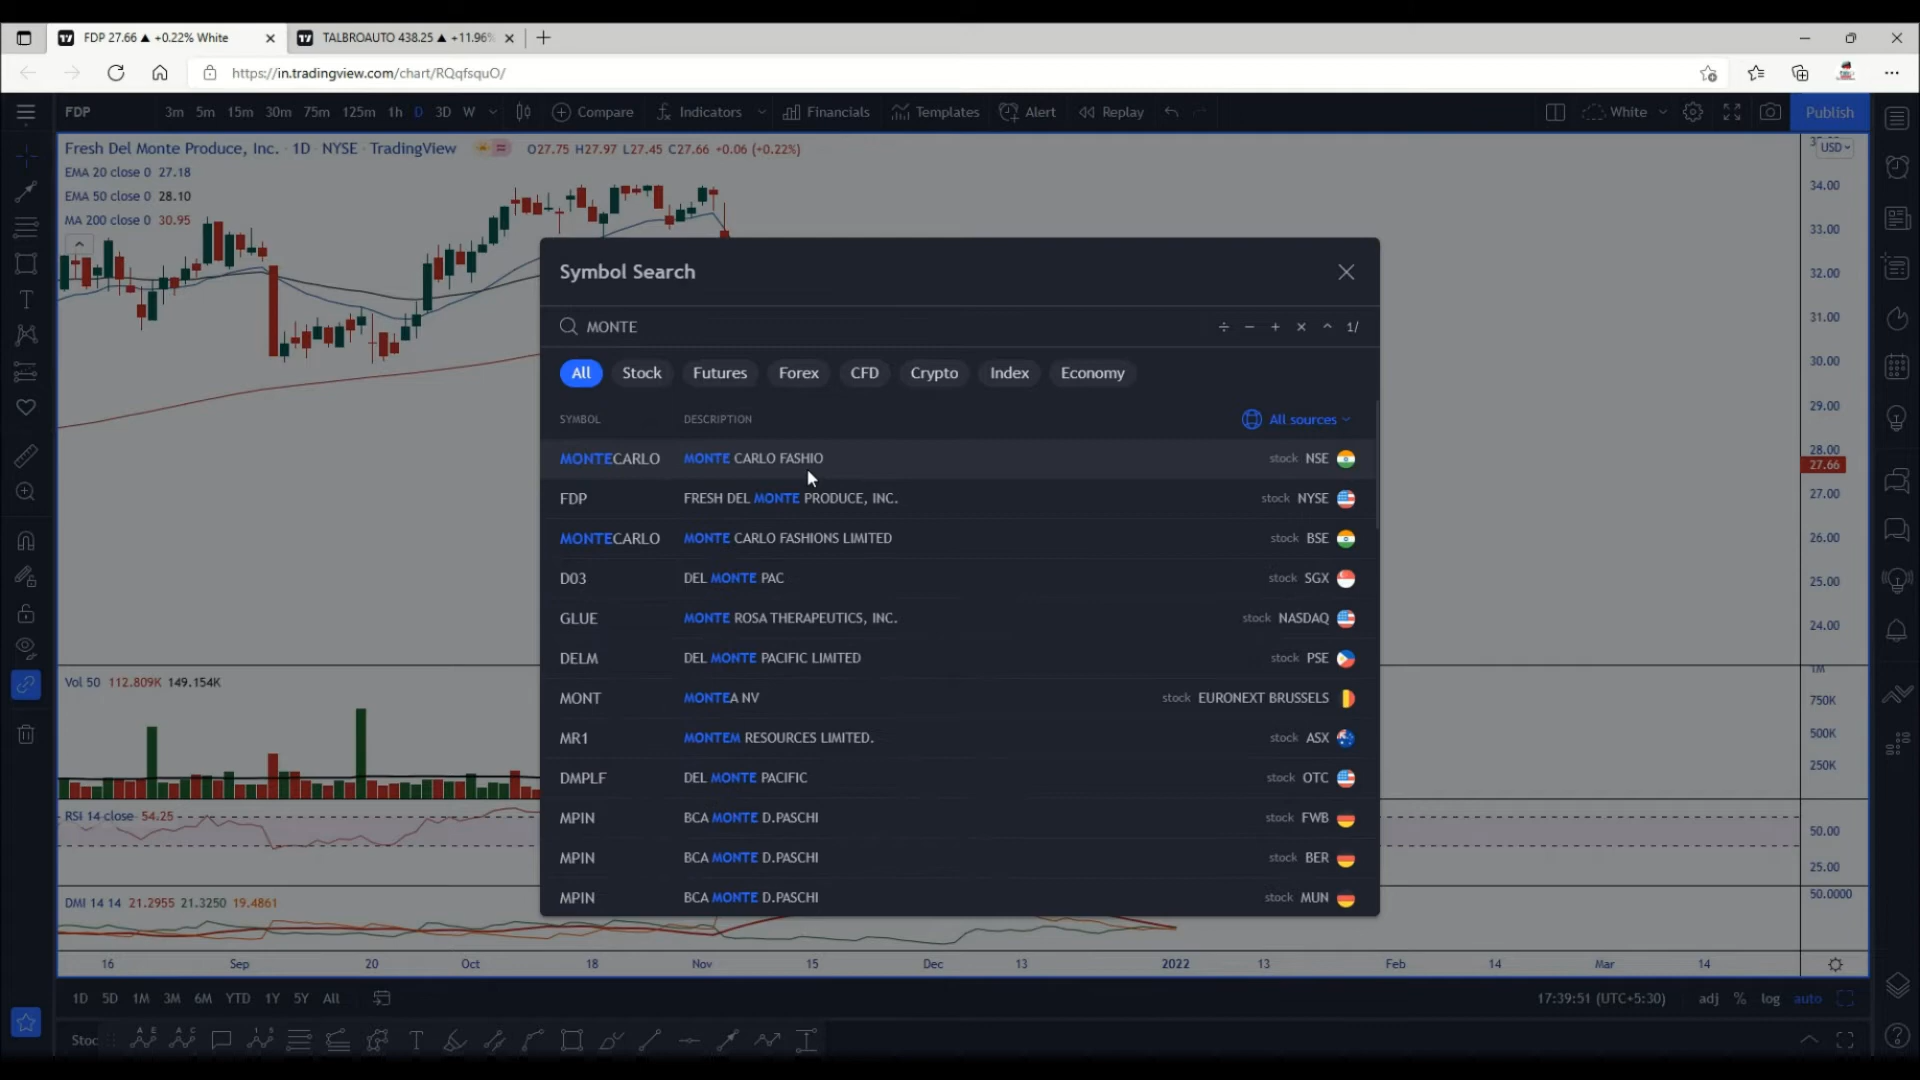 FDP 27.66 ▲ +0.22% White
TALBROAUTO 438.25 ▲ +11.96%
https://in.tradingview.com/chart/RQqfsquO/
FDP 3m 5m 15m 30m 75m 125m 1h D 3D W Compare Indicators Financials Templates Alert Replay White Publish
Fresh Del Monte Produce, Inc. · 1D · NYSE · TradingView O27.75 H27.97 L27.45 C27.66 +0.06 (+0.22%)
EMA 20 close 0 27.18
EMA 50 close 0 28.10
MA 200 close 0 30.95
USD
34.00
33.00
32.00
31.00
30.00
29.00
28.00
27.66
27.00
26.00
25.00
24.00
Symbol Search
MONTE ÷ − + × ^ 1/
All Stock Futures Forex CFD Crypto Index Economy
SYMBOL DESCRIPTION All sources
MONTECARLO MONTE CARLO FASHIO stock NSE
FDP FRESH DEL MONTE PRODUCE, INC. stock NYSE
MONTECARLO MONTE CARLO FASHIONS LIMITED stock BSE
D03 DEL MONTE PAC stock SGX
GLUE MONTE ROSA THERAPEUTICS, INC. stock NASDAQ
DELM DEL MONTE PACIFIC LIMITED stock PSE
MONT MONTEA NV stock EURONEXT BRUSSELS
MR1 MONTEM RESOURCES LIMITED. stock ASX
DMPLF DEL MONTE PACIFIC stock OTC
MPIN BCA MONTE D.PASCHI stock FWB
MPIN BCA MONTE D.PASCHI stock BER
MPIN BCA MONTE D.PASCHI stock MUN
Vol 50 112.809K 149.154K
750K
500K
250K
RSI 14 close 54.25
50.00
25.00
DMI 14 14 21.2955 21.3250 19.4861
50.0000
16 Sep 20 Oct 18 Nov 15 Dec 13 2022 13 Feb 14 Mar 14
1D 5D 1M 3M 6M YTD 1Y 5Y All 17:39:51 (UTC+5:30) adj % log auto
Stoc